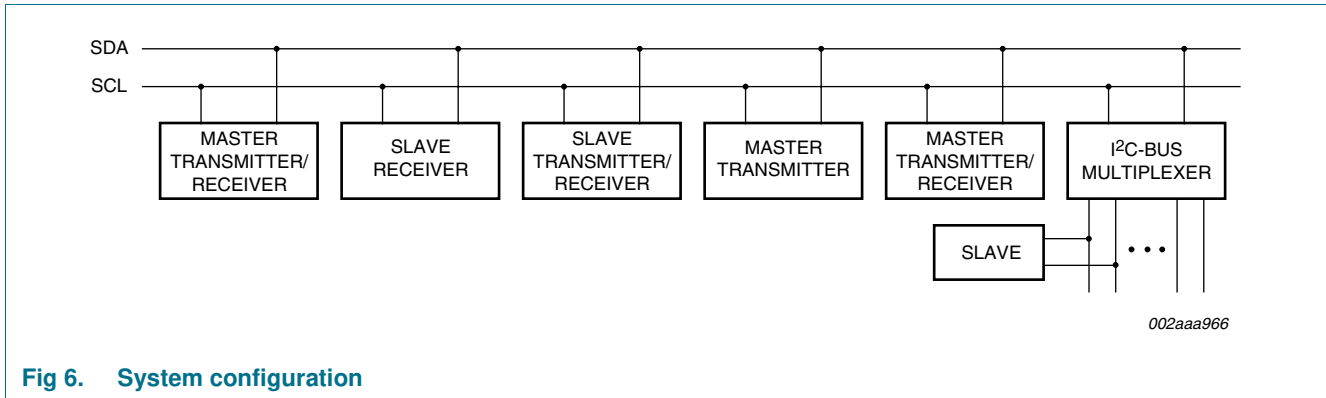 SDA
SCL
MASTER
TRANSMITTER/
RECEIVER
SLAVE
RECEIVER
SLAVE
TRANSMITTER/
RECEIVER
MASTER
TRANSMITTER
MASTER
TRANSMITTER/
RECEIVER
I²C-BUS
MULTIPLEXER
SLAVE
002aaa966
Fig 6. System configuration